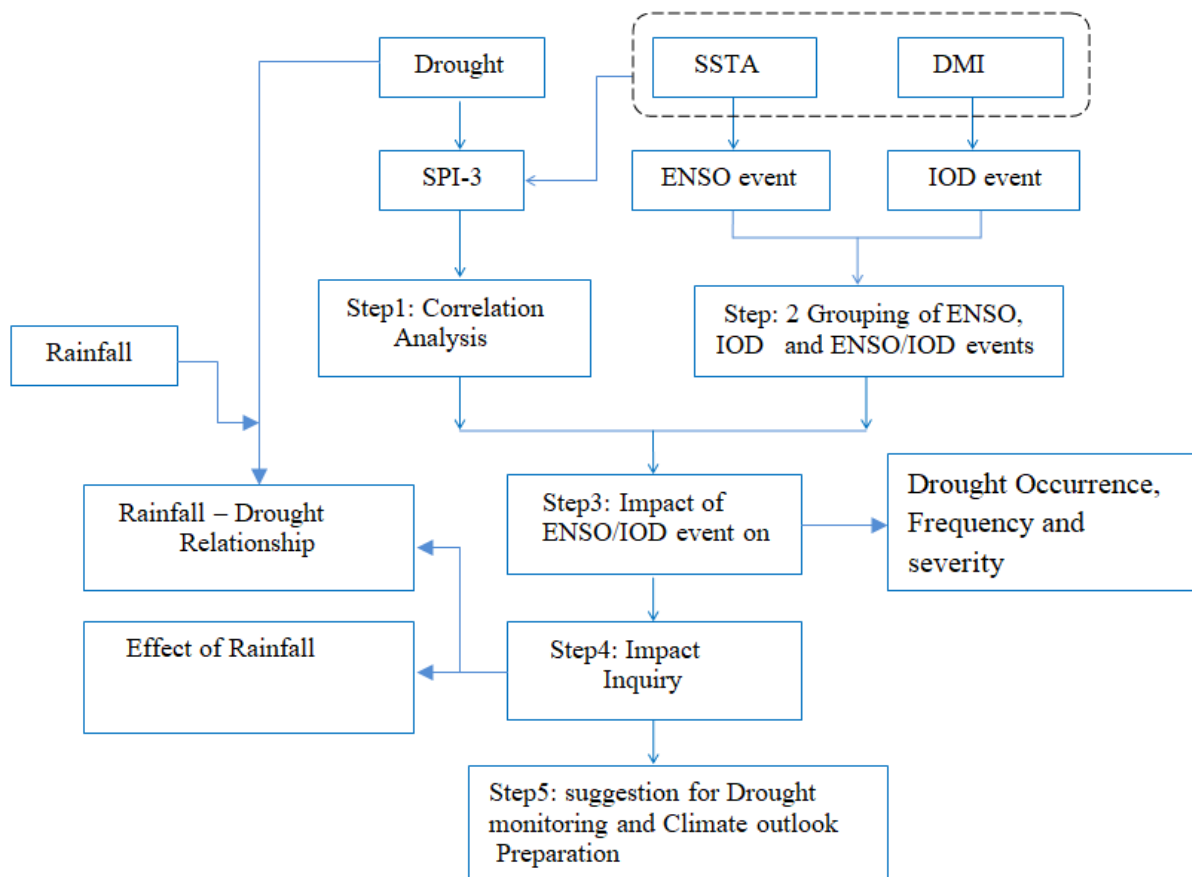 Drought
SSTA
DMI
SPI-3
ENSO event
IOD event
Step1: Correlation
Analysis
Step: 2 Grouping of ENSO,
IOD and ENSO/IOD events
Rainfall
Rainfall – Drought
Relationship
Step3: Impact of
ENSO/IOD event on
Drought Occurrence,
Frequency and
severity
Effect of Rainfall
Step4: Impact
Inquiry
Step5: suggestion for Drought
monitoring and Climate outlook
Preparation